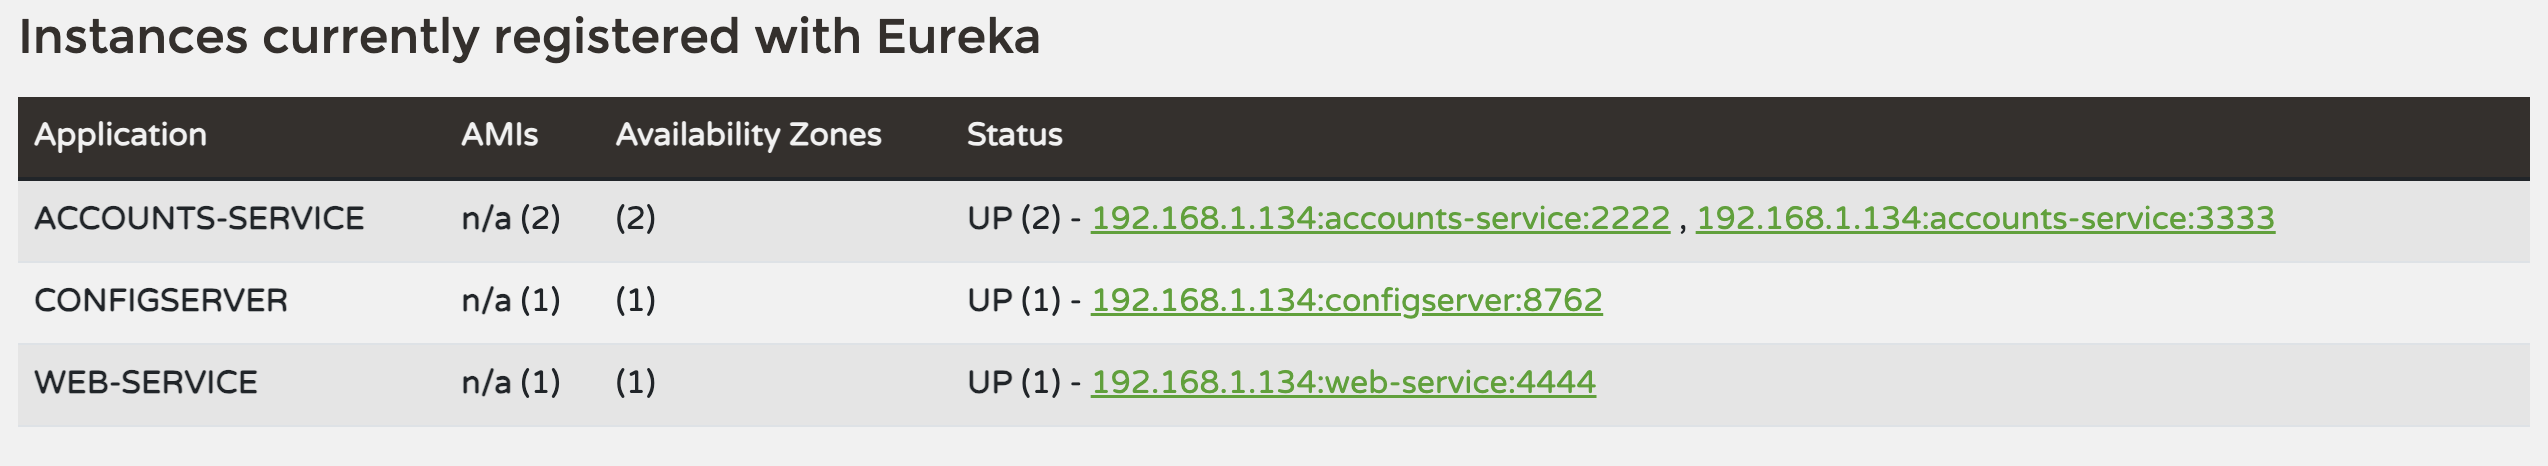 Instances currently registered with Eureka
Application AMIs Availability Zones Status
ACCOUNTS-SERVICE n/a (2) (2) UP (2) - 192.168.1.134:accounts-service:2222 , 192.168.1.134:accounts-service:3333
CONFIGSERVER n/a (1) (1) UP (1) - 192.168.1.134:configserver:8762
WEB-SERVICE n/a (1) (1) UP (1) - 192.168.1.134:web-service:4444